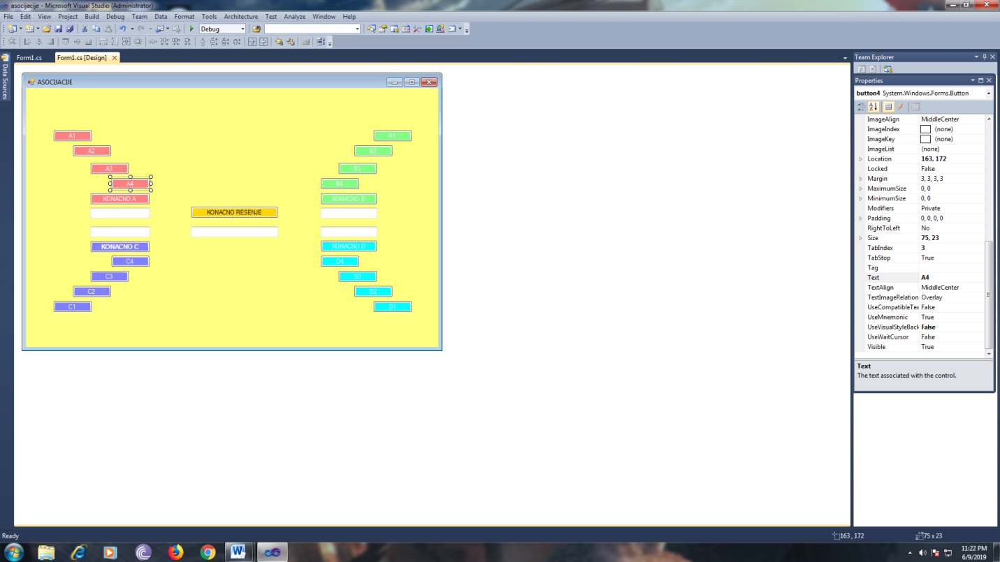 asocijacije - Microsoft Visual Studio (Administrator)
File Edit View Project Build Debug Team Data Format Tools Architecture Test Analyze Window Help
Debug
Data Sources
Form1.cs
Form1.cs [Design]
ASOCIJACIJE
A1
B1
A2
B2
A3
B3
A4
B4
KONACNO A
KONACNO B
KONACNO RESENJE
KONACNO C
KONACNO D
C4
D4
C3
D3
C2
D2
C1
D1
Team Explorer
Properties
button4 System.Windows.Forms.Button
ImageAlign MiddleCenter
ImageIndex (none)
ImageKey (none)
ImageList (none)
Location 163, 172
Locked False
Margin 3, 3, 3, 3
MaximumSize 0, 0
MinimumSize 0, 0
Modifiers Private
Padding 0, 0, 0, 0
RightToLeft No
Size 75, 23
TabIndex 3
TabStop True
Tag
Text A4
TextAlign MiddleCenter
TextImageRelation Overlay
UseCompatibleTex False
UseMnemonic True
UseVisualStyleBack False
UseWaitCursor False
Visible True
Text
The text associated with the control.
Ready
163 , 172
75 x 23
11:22 PM
6/9/2019